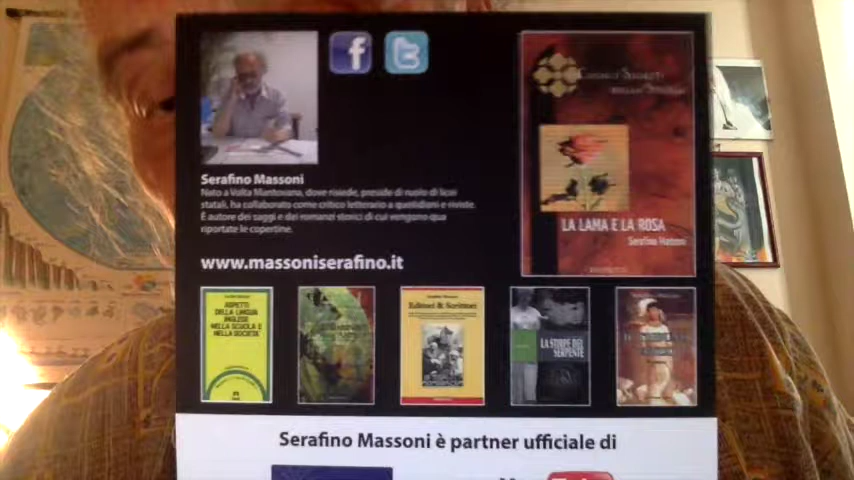 Serafino Massoni
Nato a Volta Mantovana, dove risiede, preside di ruolo di licei
statali, ha collaborato come critico letterario a quotidiani e riviste.
È autore dei saggi e dei romanzi storici di cui vengono qua
riportate le copertine.
www.massoniserafino.it
LA LAMA E LA ROSA
Serafino Massoni
ASPETTI
DELLA LINGUA
INGLESE
NELLA SCUOLA E
NELLA SOCIETÀ
Editori & Scrittori
LA STIRPE DEL
SERPENTE
Serafino Massoni è partner ufficiale di